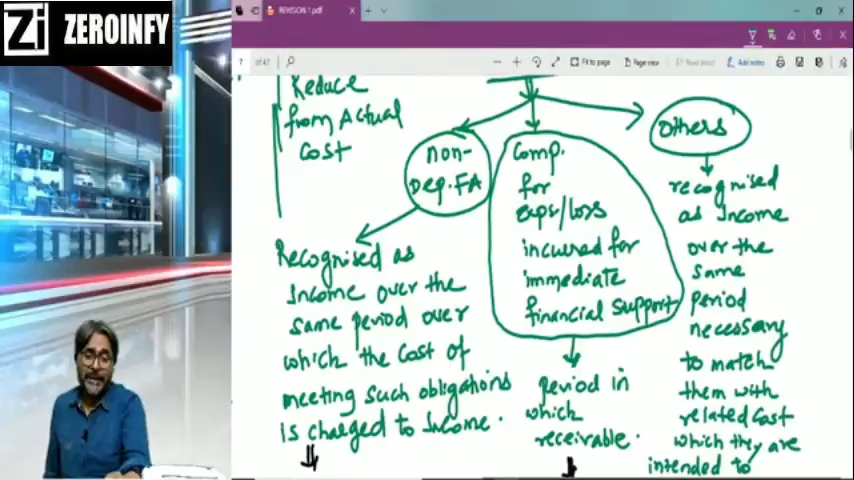 Zi ZEROINFY
REVISION 1.pdf
7 of 47
Fit to page
Page view
Read aloud
Add notes
Reduce
from Actual
Cost
non-
Dep. FA
Recognised as
Income over the
same period over
which the cost of
meeting such obligations
is charged to Income.
Comp.
for
exps/loss
incurred for
immediate
financial support
period in
which
receivable.
others
recognised
as Income
over the
same
period
necessary
to match
them with
related cost
which they are
intended to